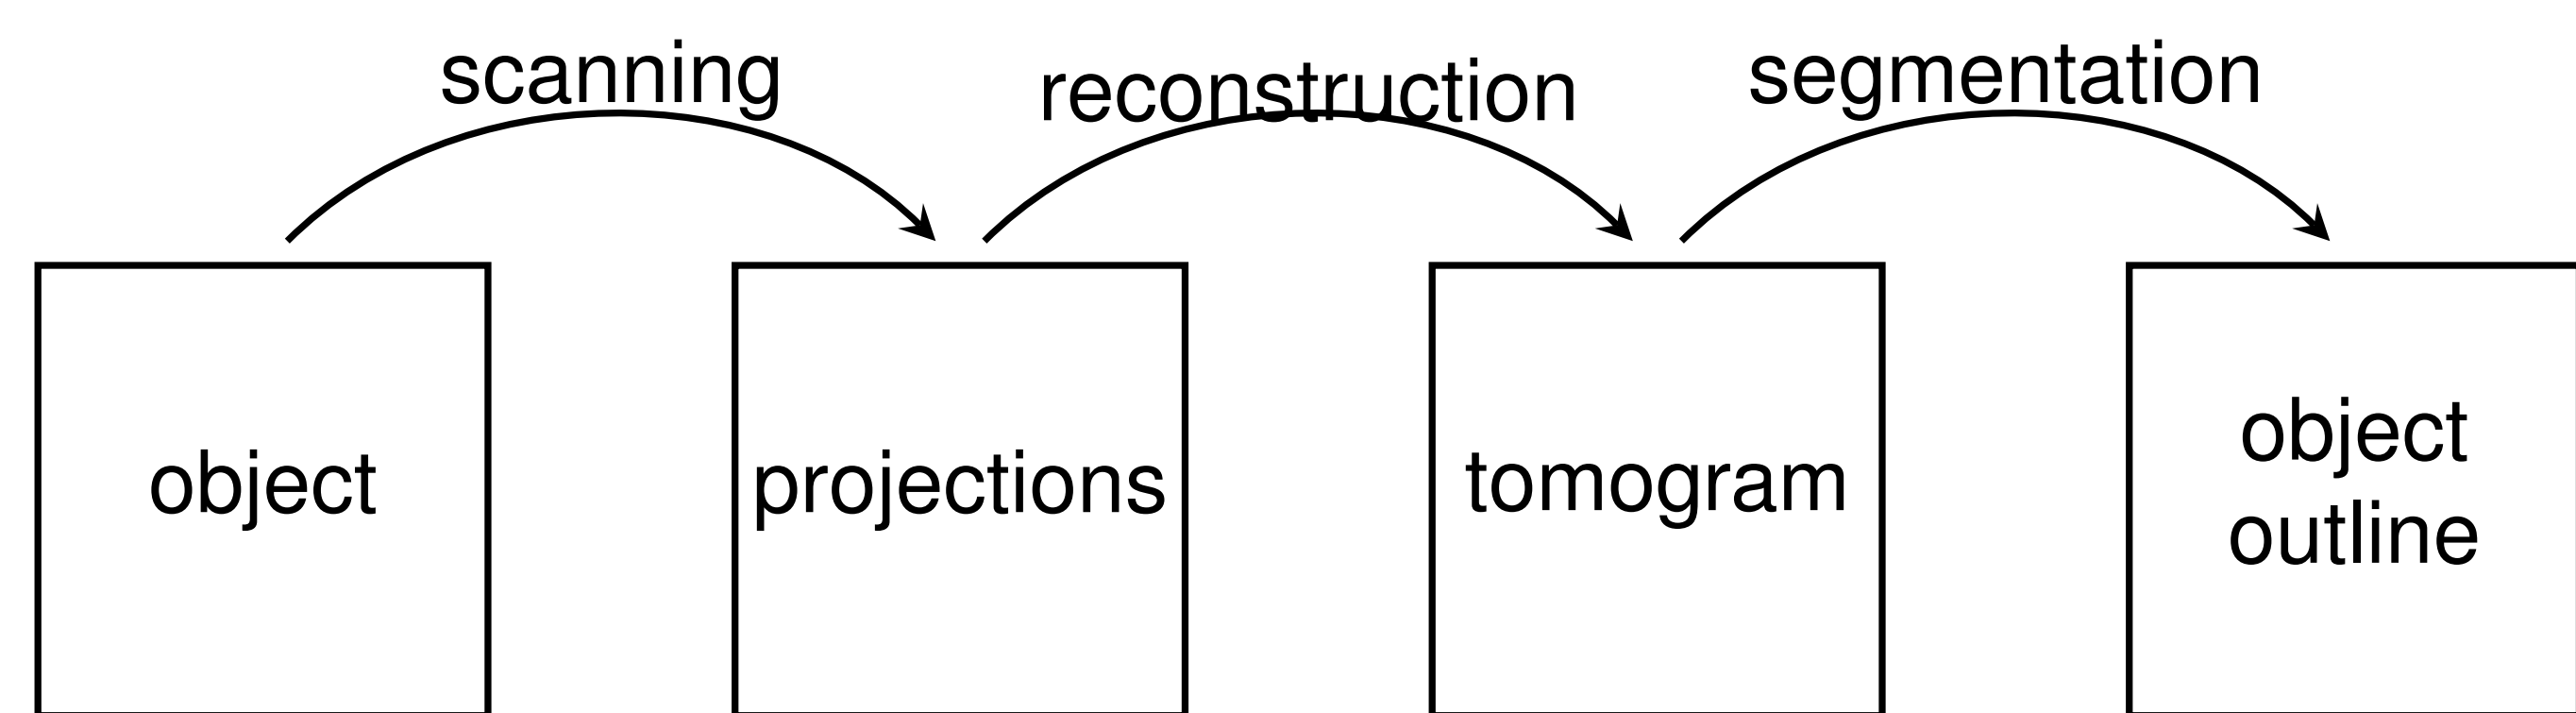 scanning
reconstruction
segmentation
object
projections
tomogram
object
outline